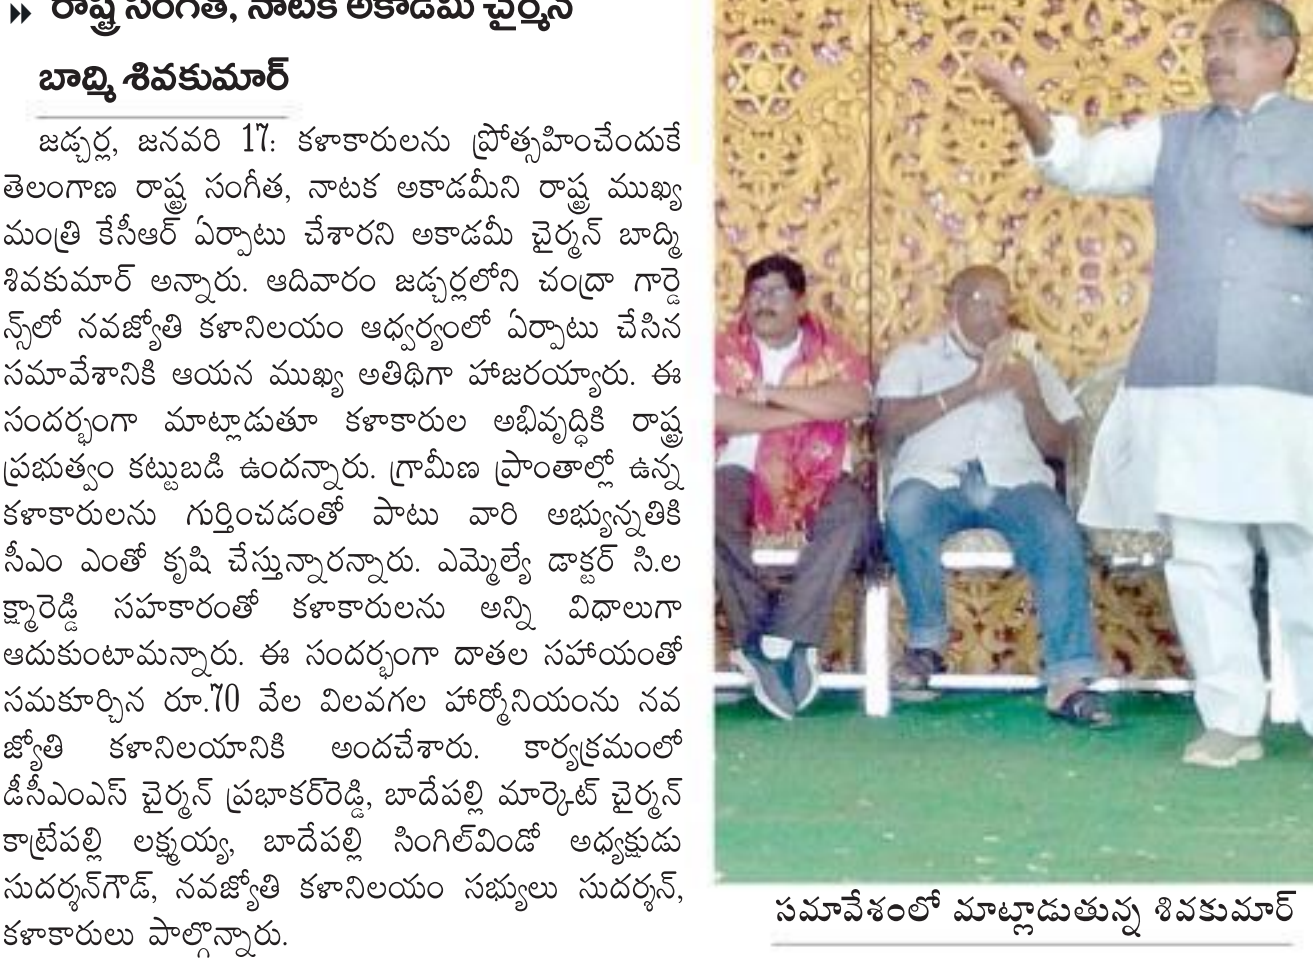 రాష్ట్ర సంగీత, నాటక అకాడమీ చైర్మన్
బాద్మి శివకుమార్
జడ్చర్ల, జనవరి 17: కళాకారులను ప్రోత్సహించేందుకే
తెలంగాణ రాష్ట్ర సంగీత, నాటక అకాడమీని రాష్ట్ర ముఖ్య
మంత్రి కేసీఆర్ ఏర్పాటు చేశారని అకాడమీ చైర్మన్ బాద్మి
శివకుమార్ అన్నారు. ఆదివారం జడ్చర్లలోని చంద్రా గార్డె
న్స్‌లో నవజ్యోతి కళానిలయం ఆధ్వర్యంలో ఏర్పాటు చేసిన
సమావేశానికి ఆయన ముఖ్య అతిథిగా హాజరయ్యారు. ఈ
సందర్భంగా మాట్లాడుతూ కళాకారుల అభివృద్ధికి రాష్ట్ర
ప్రభుత్వం కట్టుబడి ఉందన్నారు. గ్రామీణ ప్రాంతాల్లో ఉన్న
కళాకారులను గుర్తించడంతో పాటు వారి అభ్యున్నతికి
సీఎం ఎంతో కృషి చేస్తున్నారన్నారు. ఎమ్మెల్యే డాక్టర్ సి.ల
క్ష్మారెడ్డి సహకారంతో కళాకారులను అన్ని విధాలుగా
ఆదుకుంటామన్నారు. ఈ సందర్భంగా దాతల సహాయంతో
సమకూర్చిన రూ.70 వేల విలవగల హార్మోనియంను నవ
జ్యోతి కళానిలయానికి అందచేశారు. కార్యక్రమంలో
డీసీఎంఎస్ చైర్మన్ ప్రభాకర్‌రెడ్డి, బాదేపల్లి మార్కెట్ చైర్మన్
కాట్రేపల్లి లక్ష్మయ్య, బాదేపల్లి సింగిల్‌విండో అధ్యక్షుడు
సుదర్శన్‌గౌడ్, నవజ్యోతి కళానిలయం సభ్యులు సుదర్శన్,
కళాకారులు పాల్గొన్నారు.
సమావేశంలో మాట్లాడుతున్న శివకుమార్